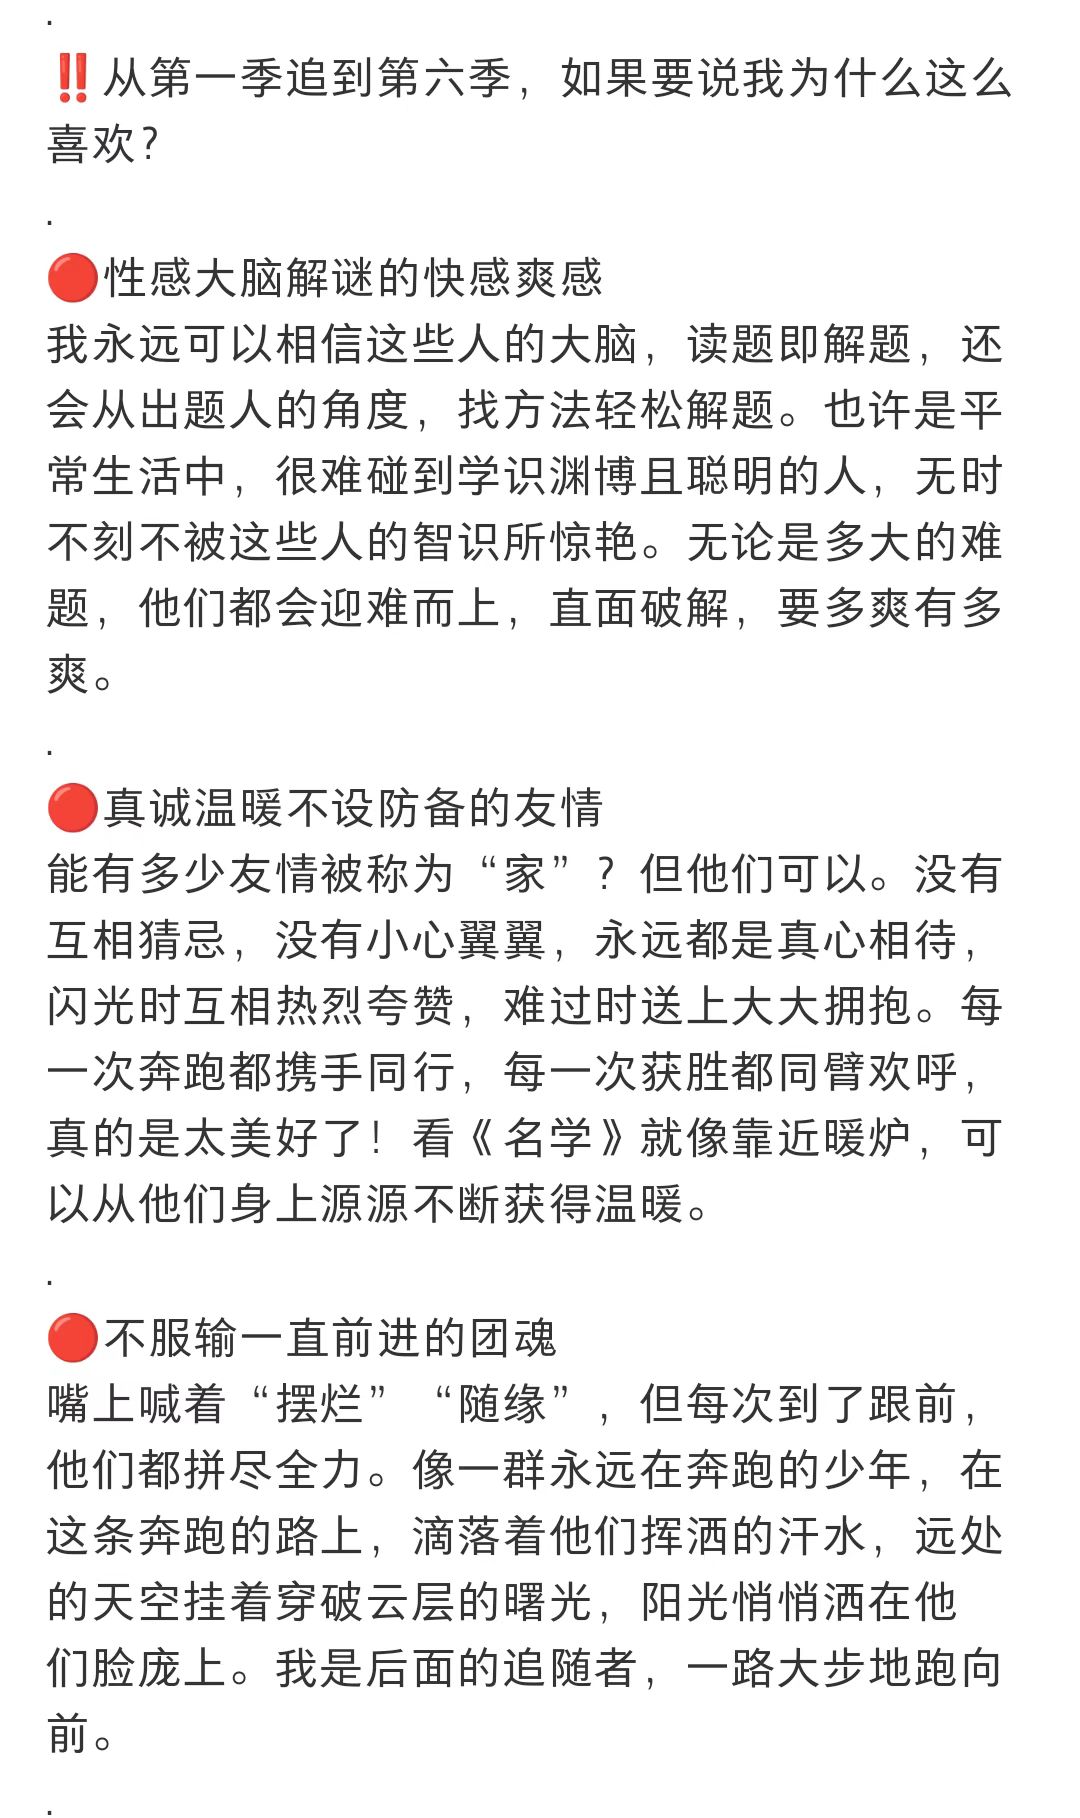 .
‼️从第一季追到第六季，如果要说我为什么这么
喜欢？
.
🔴性感大脑解谜的快感爽感
我永远可以相信这些人的大脑，读题即解题，还
会从出题人的角度，找方法轻松解题。也许是平
常生活中，很难碰到学识渊博且聪明的人，无时
不刻不被这些人的智识所惊艳。无论是多大的难
题，他们都会迎难而上，直面破解，要多爽有多
爽。
.
🔴真诚温暖不设防备的友情
能有多少友情被称为“家”？但他们可以。没有
互相猜忌，没有小心翼翼，永远都是真心相待，
闪光时互相热烈夸赞，难过时送上大大拥抱。每
一次奔跑都携手同行，每一次获胜都同臂欢呼，
真的是太美好了！看《名学》就像靠近暖炉，可
以从他们身上源源不断获得温暖。
.
🔴不服输一直前进的团魂
嘴上喊着“摆烂”“随缘”，但每次到了跟前，
他们都拼尽全力。像一群永远在奔跑的少年，在
这条奔跑的路上，滴落着他们挥洒的汗水，远处
的天空挂着穿破云层的曙光，阳光悄悄洒在他
们脸庞上。我是后面的追随者，一路大步地跑向
前。
.